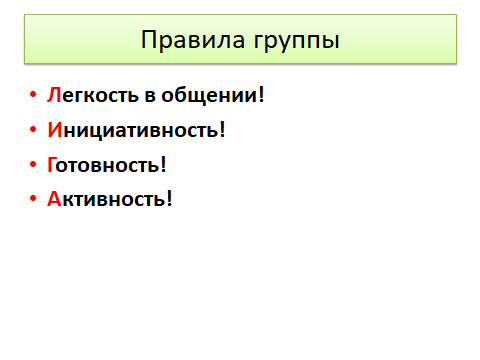 Правила группы
• Легкость в общении!
• Инициативность!
• Готовность!
• Активность!